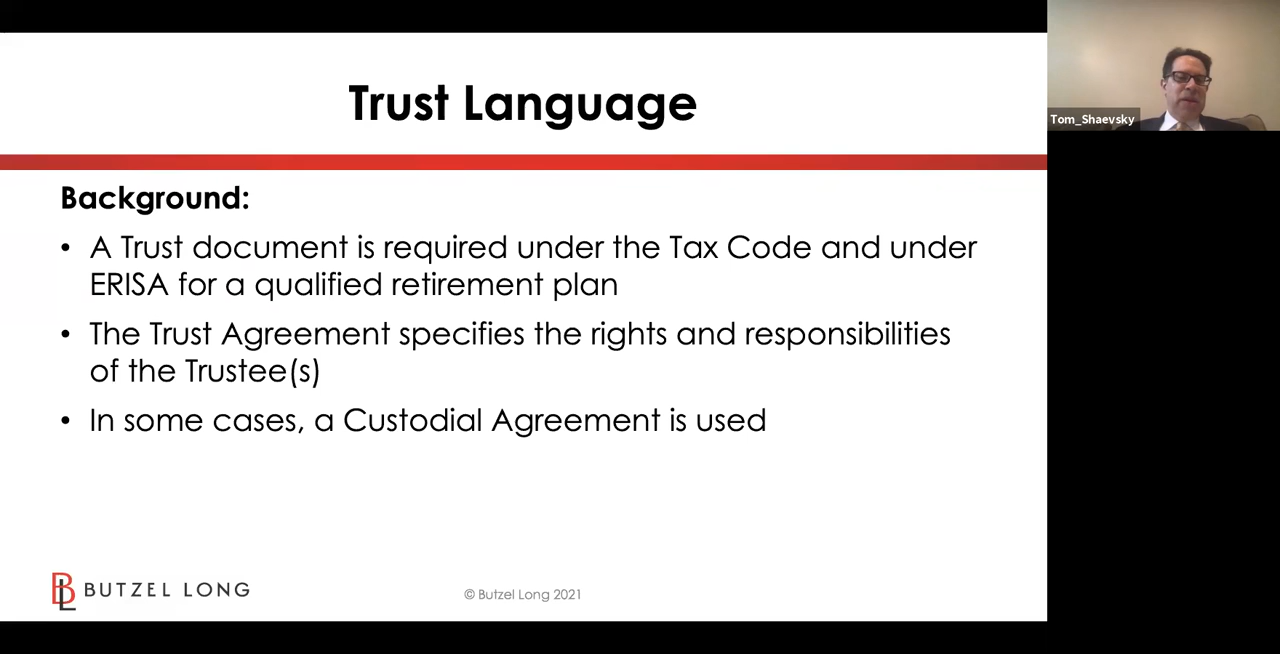 Trust Language
Background:
• A Trust document is required under the Tax Code and under
ERISA for a qualified retirement plan
• The Trust Agreement specifies the rights and responsibilities
of the Trustee(s)
• In some cases, a Custodial Agreement is used
BL BUTZEL LONG
© Butzel Long 2021
Tom_Shaevsky